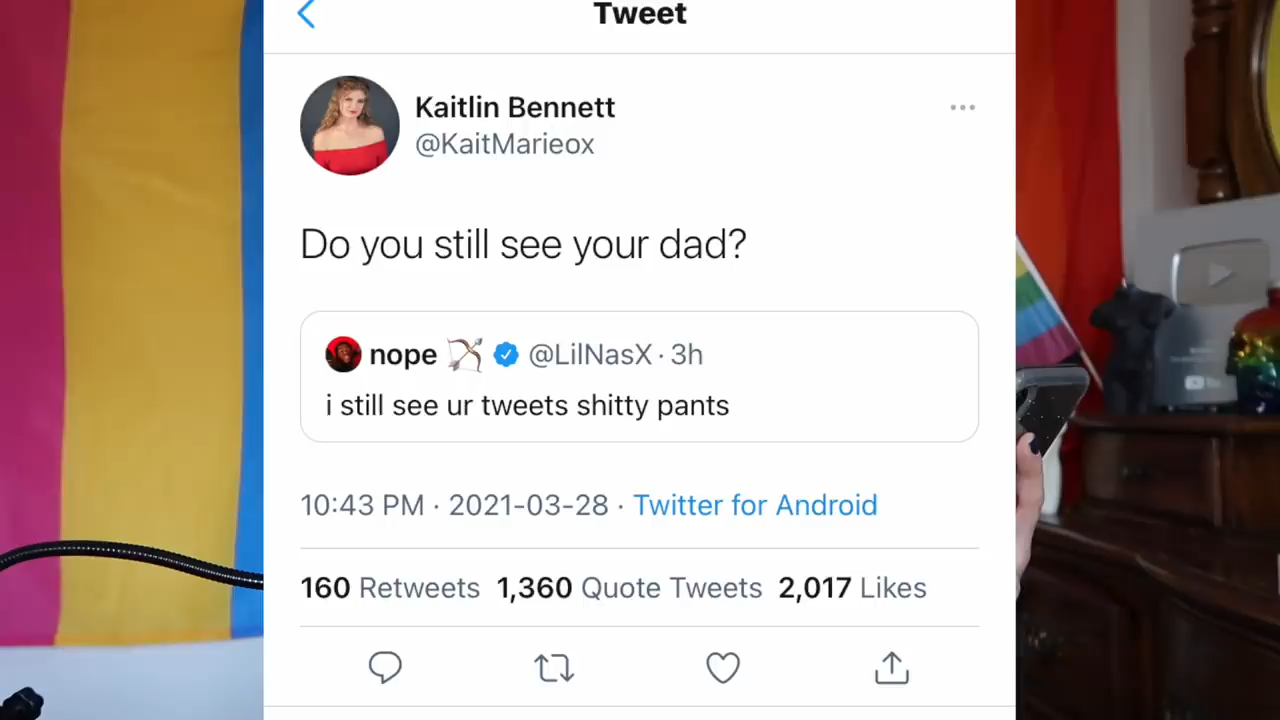 Tweet
Kaitlin Bennett
@KaitMarieox
Do you still see your dad?
nope 🏹 @LilNasX · 3h
i still see ur tweets shitty pants
10:43 PM · 2021-03-28 · Twitter for Android
160 Retweets 1,360 Quote Tweets 2,017 Likes